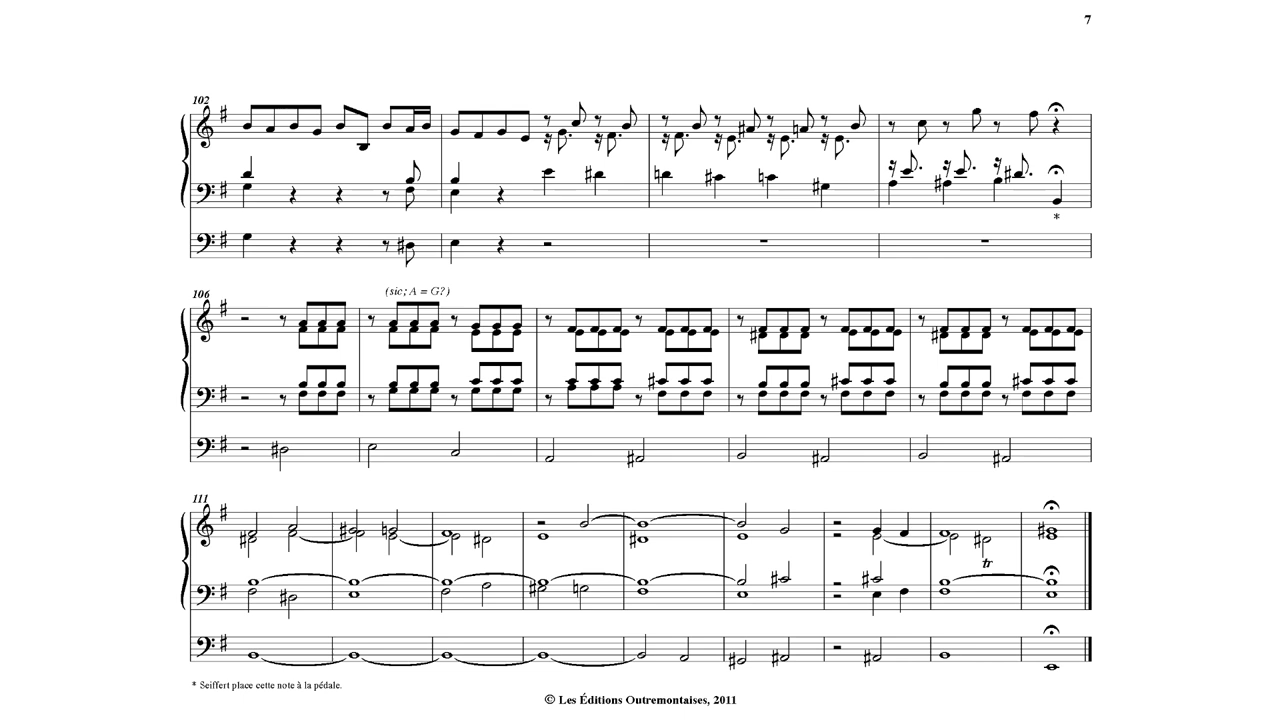 7
102
*
106
(sic; A = G?)
111
tr
* Seiffert place cette note à la pédale.
© Les Éditions Outremontaises, 2011